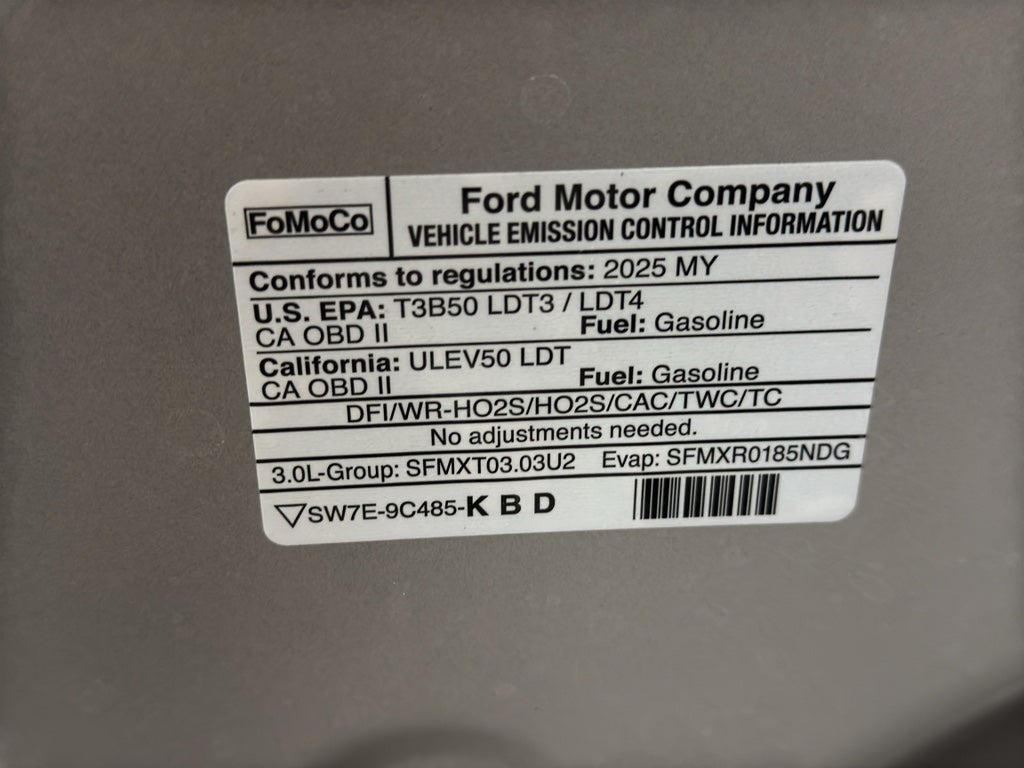 FoMoCo
Ford Motor Company
VEHICLE EMISSION CONTROL INFORMATION
Conforms to regulations: 2025 MY
U.S. EPA: T3B50 LDT3 / LDT4
CA OBD II Fuel: Gasoline
California: ULEV50 LDT
CA OBD II Fuel: Gasoline
DFI/WR-HO2S/HO2S/CAC/TWC/TC
No adjustments needed.
3.0L-Group: SFMXT03.03U2 Evap: SFMXR0185NDG
SW7E-9C485-K B D